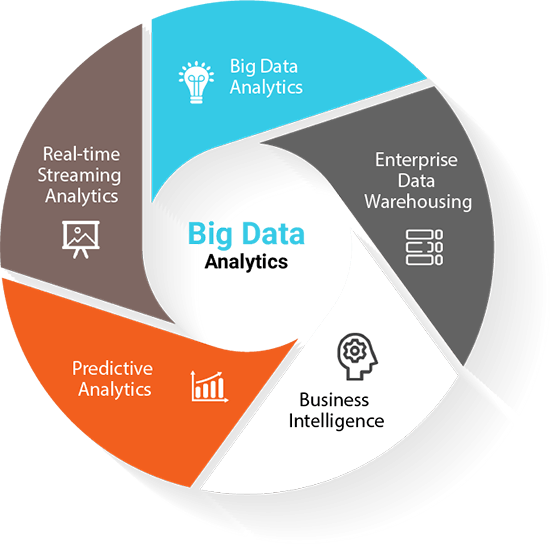 Big Data
Analytics
Enterprise
Data
Warehousing
Business
Intelligence
Predictive
Analytics
Real-time
Streaming
Analytics
Big Data
Analytics